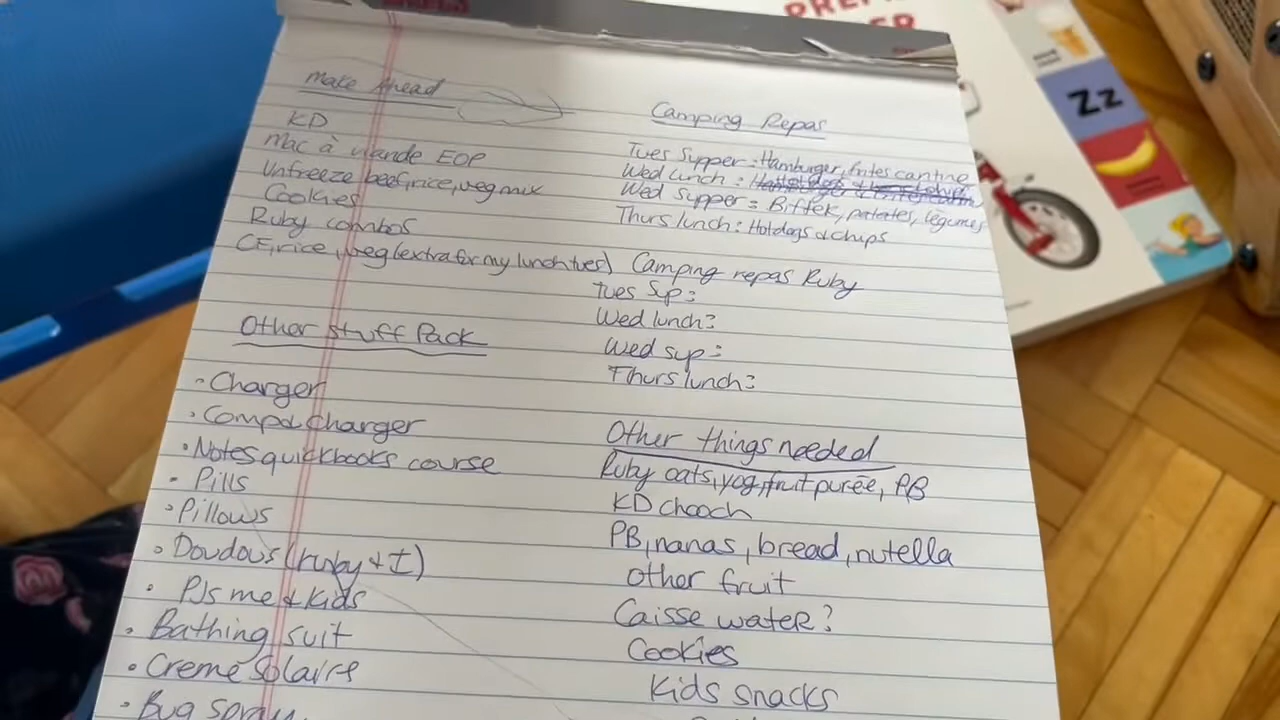 Make Ahead
KD
Mac à viande EOP
Unfreeze beef, rice, veg mix
Cookies
Ruby combos
CF, rice, veg (extra for my lunch tues)
Other Stuff Pack
• Charger
• Charger
• Notes quickbooks course
• Pills
• Pillows
• Doudous (ruby + I)
• PJs me & kids
• Bathing suit
• Creme solaire
• Bug spray
Camping Repas
Tues Supper: Hamburger, frites cantine
Wed Lunch:
Wed Supper: Biftek, patates, légumes
Thurs lunch: Hotdogs & chips
Camping repas Ruby
Tues Sup:
Wed lunch:
Wed sup:
Thurs lunch:
Other things needed
Ruby oats, yog, fruit purée, PB
KD chooch
PB, nanas, bread, nutella
Other fruit
Caisse water?
Cookies
Kids snacks
Zz